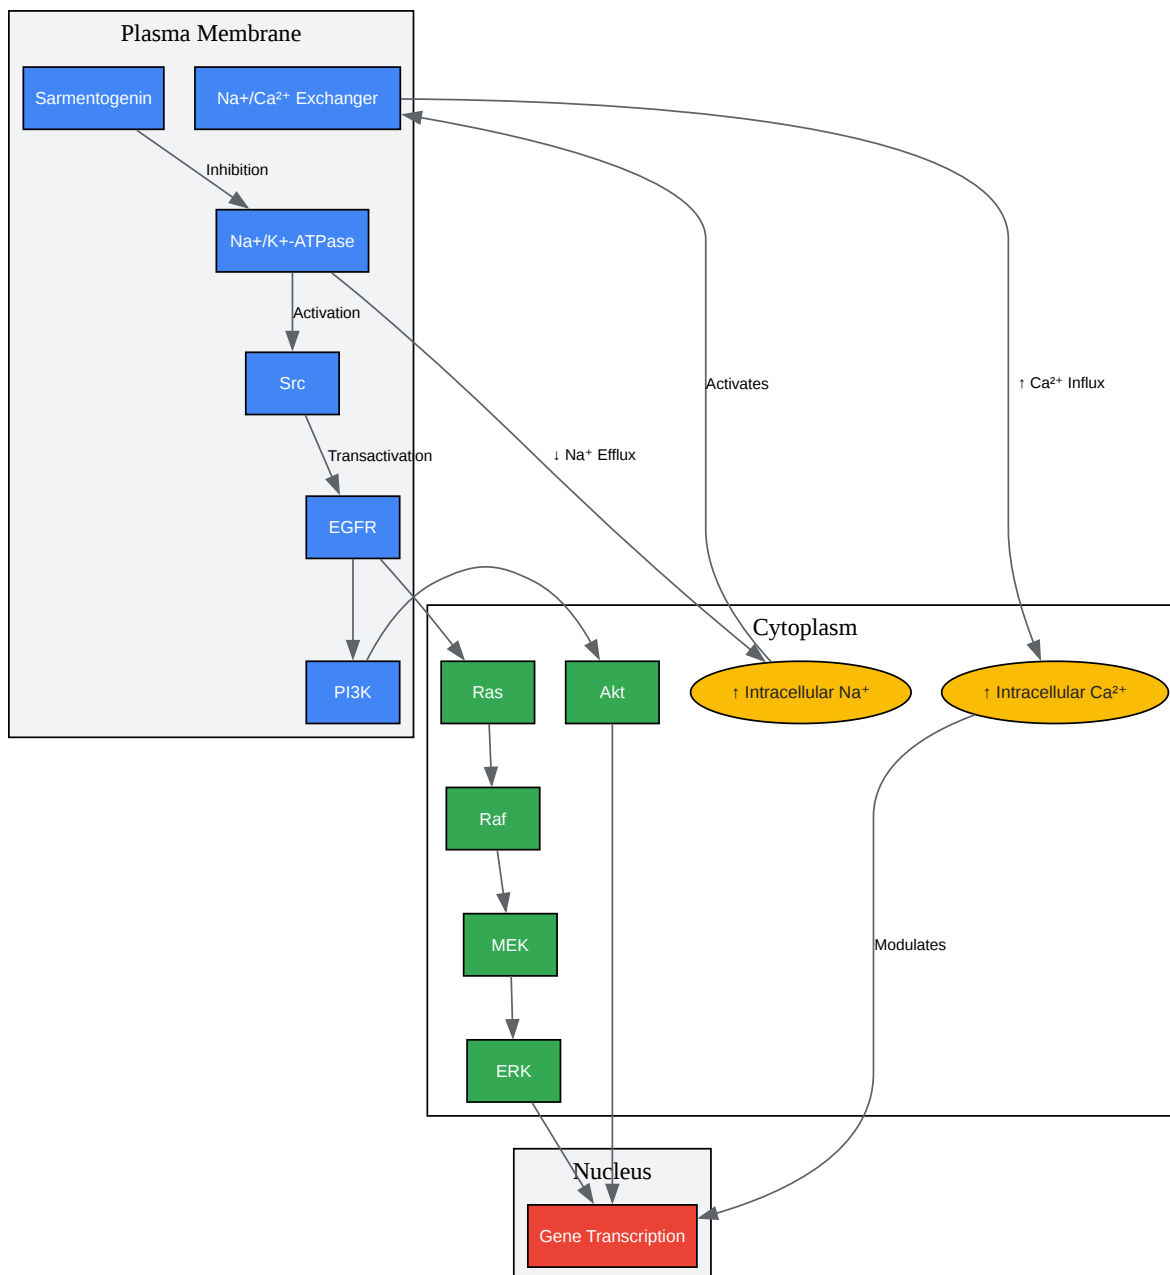 Plasma Membrane
Sarmentogenin
Na+/Ca²⁺ Exchanger
Inhibition
Na+/K+-ATPase
Activation
Src
Activates
↑ Ca²⁺ Influx
Transactivation
↓ Na⁺ Efflux
EGFR
Cytoplasm
PI3K
Ras
Akt
↑ Intracellular Na⁺
↑ Intracellular Ca²⁺
Raf
MEK
Modulates
ERK
Nucleus
Gene Transcription